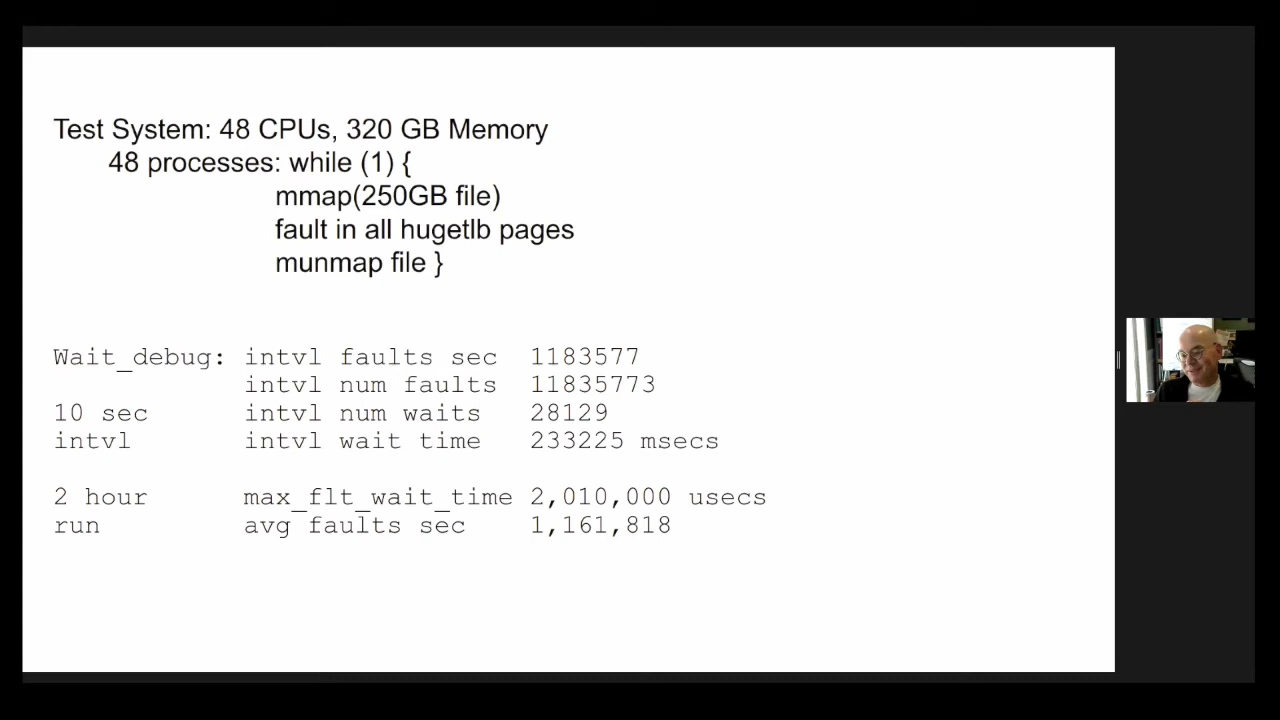 Test System: 48 CPUs, 320 GB Memory
48 processes: while (1) {
mmap(250GB file)
fault in all hugetlb pages
munmap file }
Wait_debug: intvl faults sec 1183577
intvl num faults 11835773
10 sec intvl num waits 28129
intvl intvl wait time 233225 msecs
2 hour max_flt_wait_time 2,010,000 usecs
run avg faults sec 1,161,818